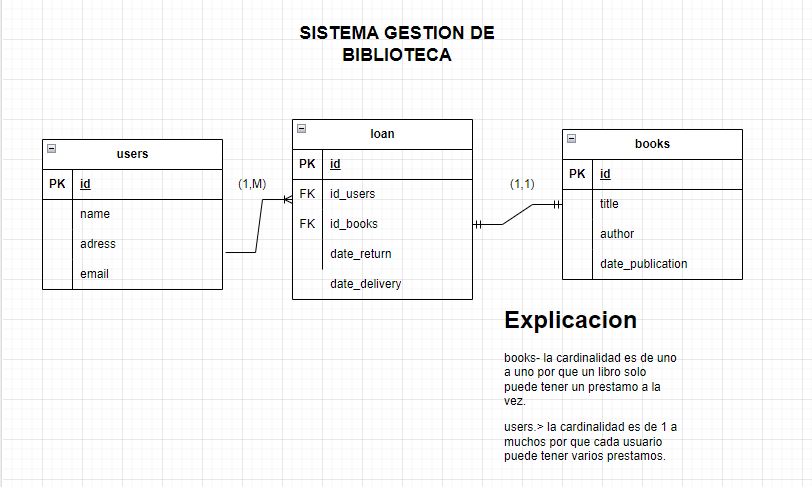 SISTEMA GESTION DE
BIBLIOTECA
users
PK id
name
adress
email
(1,M)
loan
PK id
FK id_users
FK id_books
date_return
date_delivery
(1,1)
books
PK id
title
author
date_publication
Explicacion
books- la cardinalidad es de uno
a uno por que un libro solo
puede tener un prestamo a la
vez.
users.> la cardinalidad es de 1 a
muchos por que cada usuario
puede tener varios prestamos.